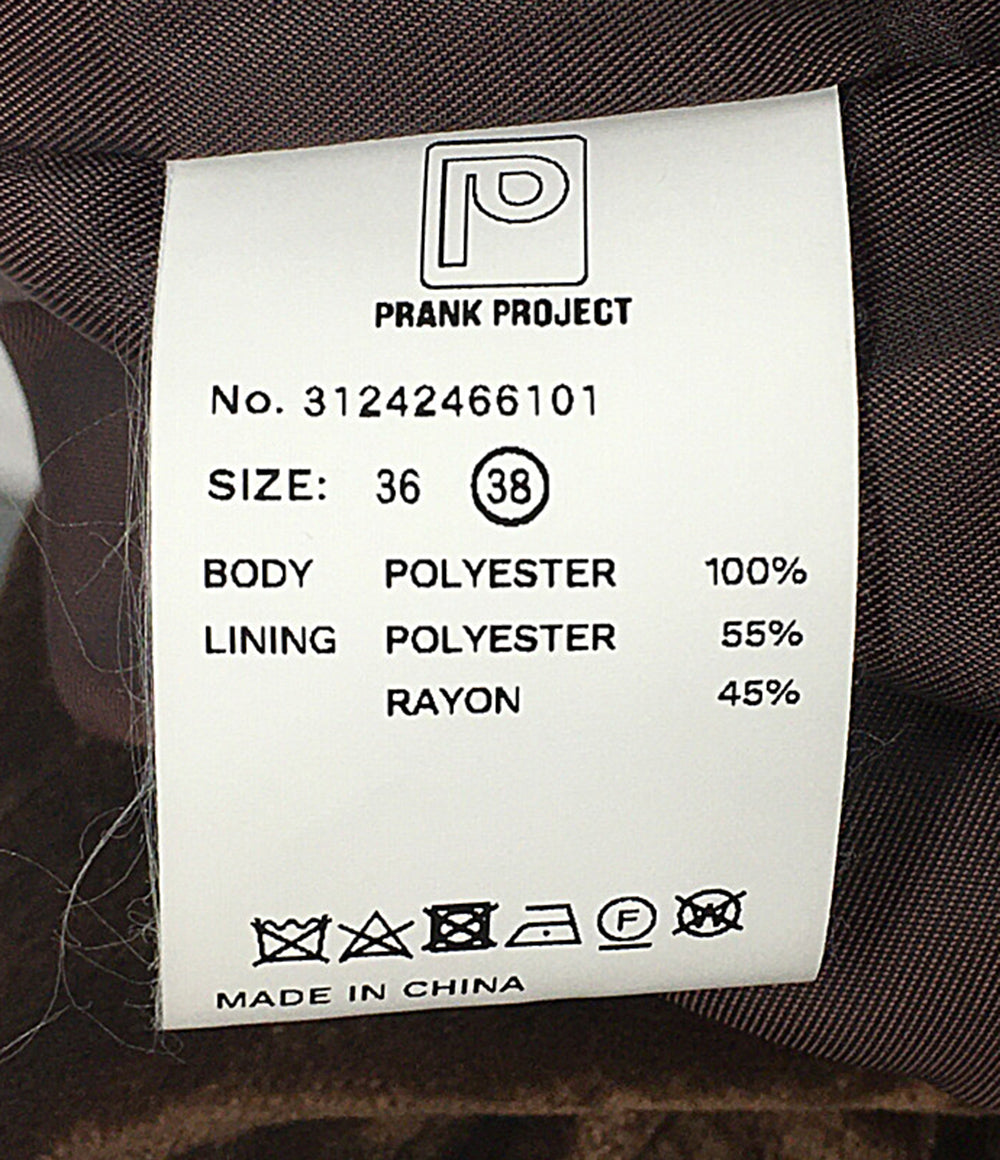 P
PRANK PROJECT
No. 31242466101
SIZE: 36 38
BODY POLYESTER 100%
LINING POLYESTER 55%
RAYON 45%
F W
MADE IN CHINA